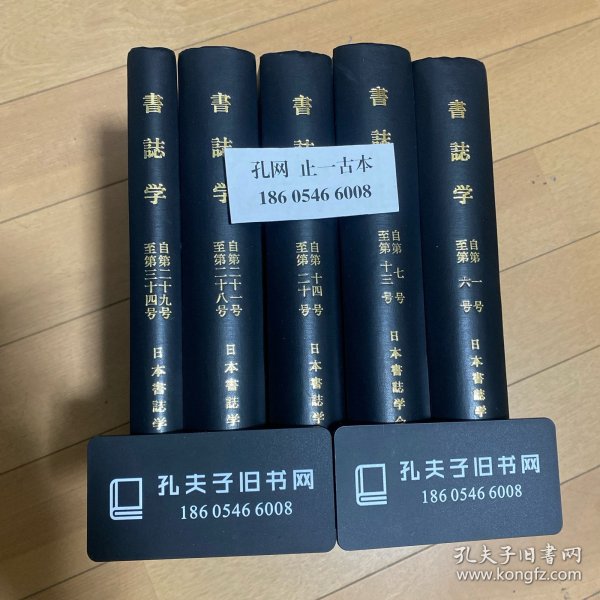 書誌学
自第二十九号
至第三十四号
日本書誌学
書
自第二十一号
至第二十八号
日本書誌学
書誌
自第十四号
至第二十号
日本書誌学
書誌
自第七号
至第十三号
日本書誌学会
書誌学
自第一号
至第六号
日本書誌学
孔网 止一古本
186 0546 6008
孔夫子旧书网
186 0546 6008
孔夫子旧书网
186 0546 6008
孔夫子旧書网
www.kongfz.com